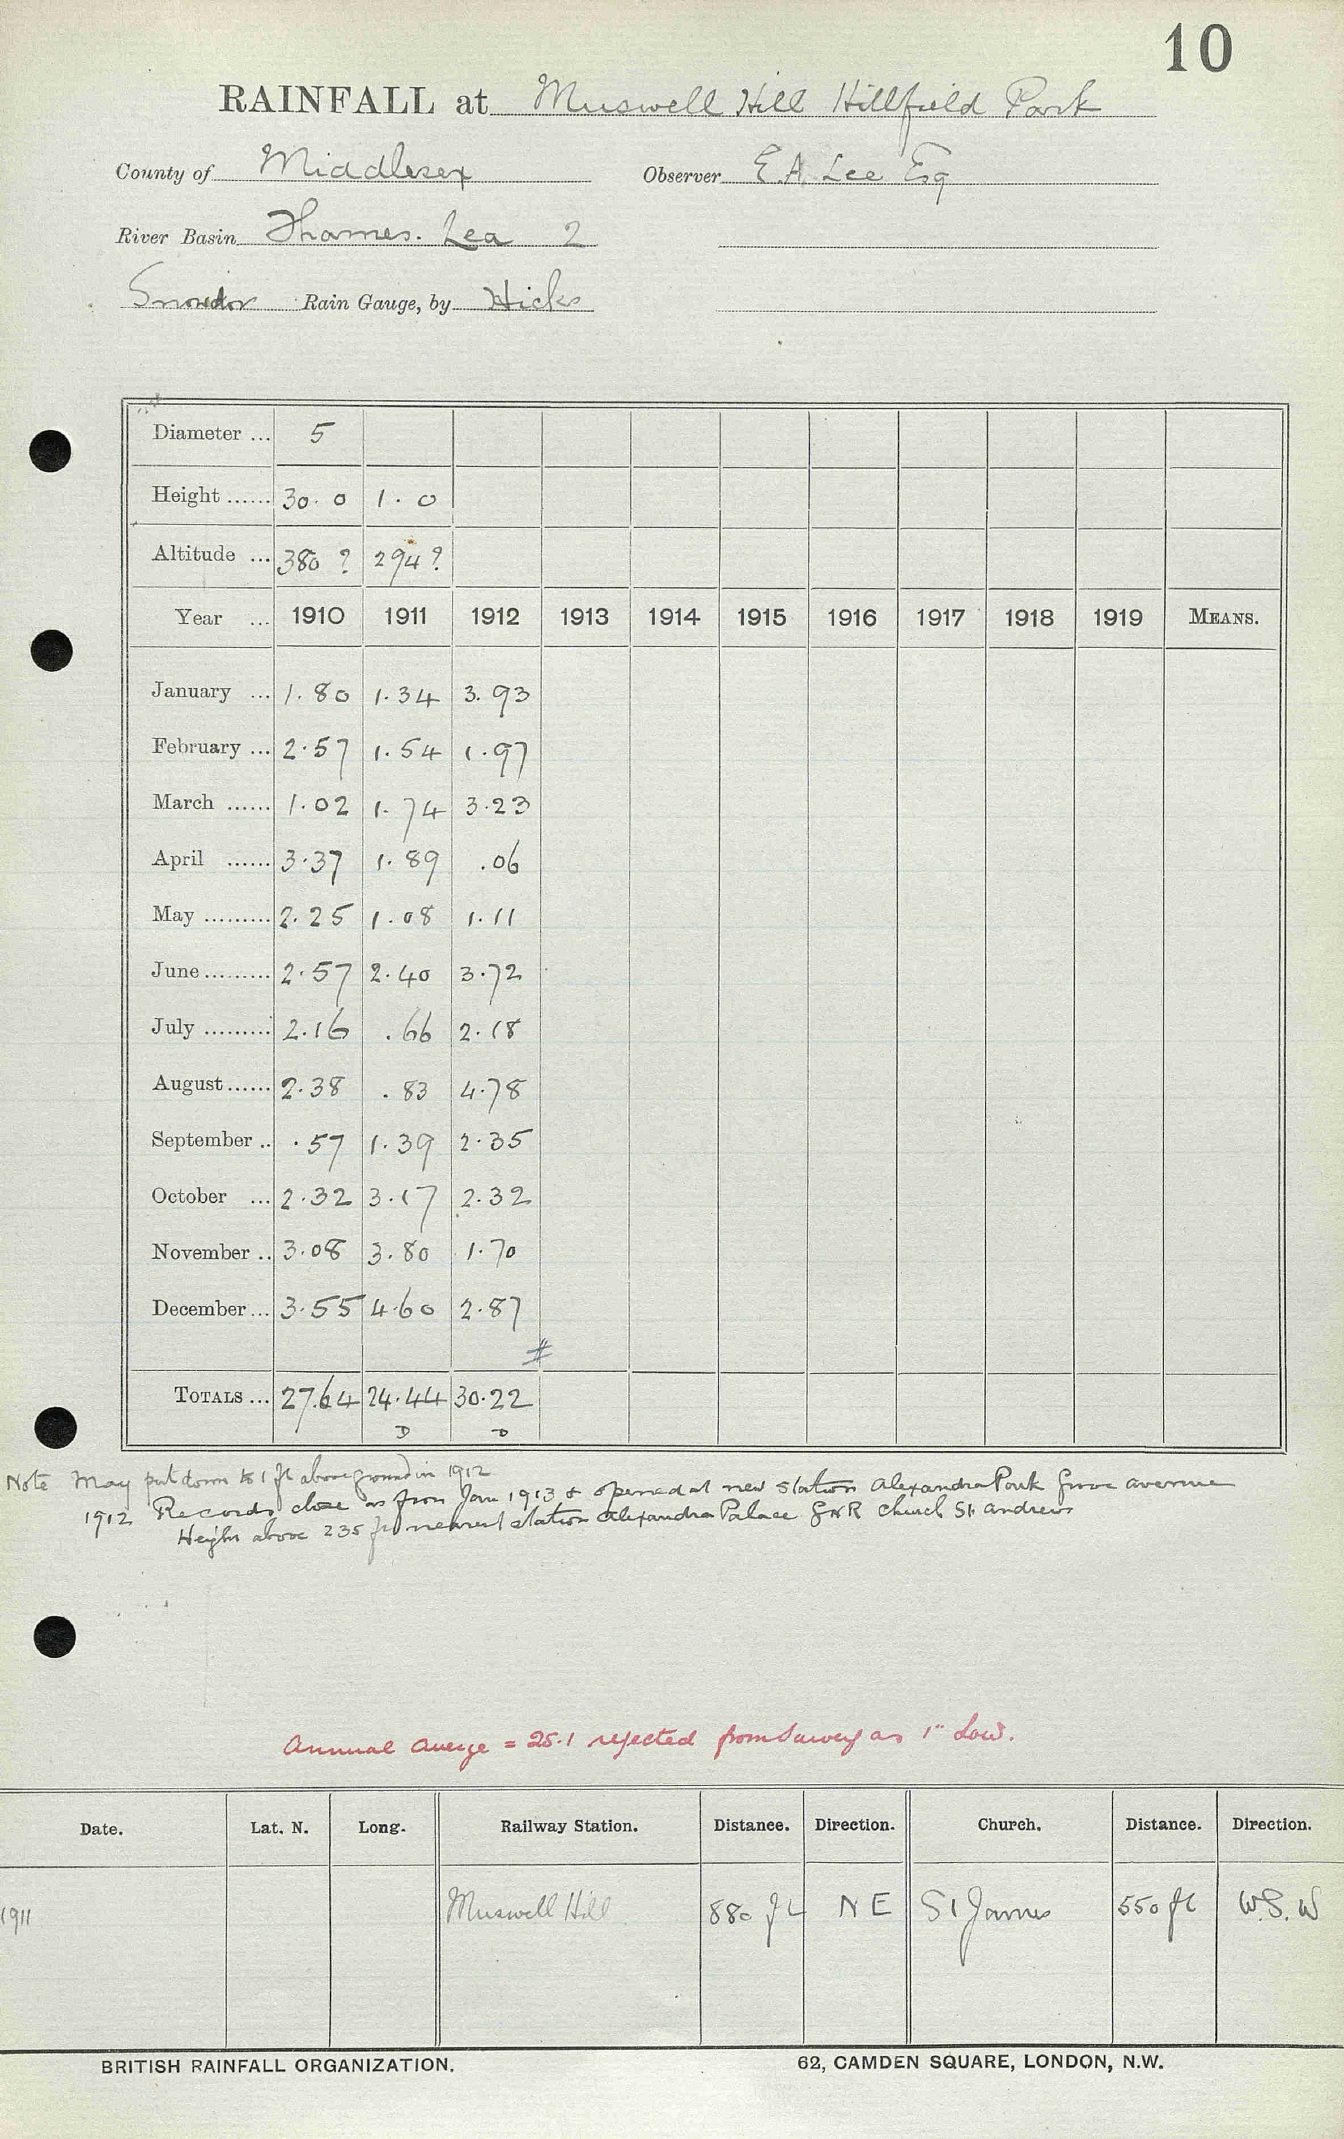 10
RAINFALL at Muswell Hill Hillfield Park
County of Middlesex Observer E.A. Lee Esq
River Basin Thames. Lea 2
Snowdon Rain Gauge, by Hicks
Diameter ... 5
Height ...... 30. 0 1. 0
Altitude ... 380 ? 294 ?
Year ... 1910 1911 1912 1913 1914 1915 1916 1917 1918 1919 MEANS.
January ... 1.80 1.34 3.93
February ... 2.57 1.54 1.97
March ...... 1.02 1.74 3.23
April ...... 3.37 1.89 .06
May ......... 2.25 1.08 1.11
June ......... 2.57 2.40 3.72
July ......... 2.16 .66 2.18
August ...... 2.38 .83 4.78
September .. .57 1.39 2.35
October ... 2.32 3.17 2.32
November .. 3.08 3.80 1.70
December ... 3.55 4.60 2.87
#
TOTALS ... 27.64 24.44 30.22
D D
Note May put down to 1 ft above ground in 1912
1912 Records close as from Jan 1913 & opened at new station Alexandra Park Grove avenue
Height above 235 ft nearest station Alexandra Palace GNR Church St Andrews
Annual averge = 25.1 rejected from Survey as 1" Low.
Date. Lat. N. Long. Railway Station. Distance. Direction. Church. Distance. Direction.
1911 Muswell Hill 880 ft NE St James 550 ft W.S.W
BRITISH RAINFALL ORGANIZATION. 62, CAMDEN SQUARE, LONDON, N.W.